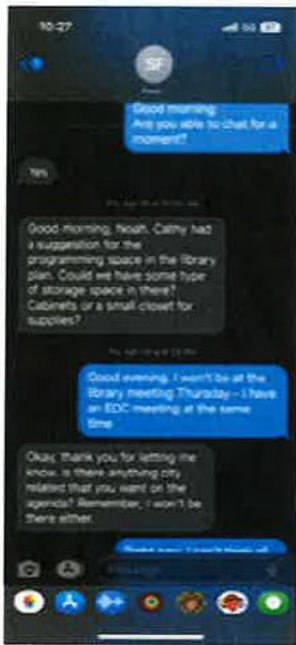 10:27
5G
SF
Good morning.
Are you able to chat for a
moment?
Yes
Good morning, Noah. Cathy had
a suggestion for the
programming space in the library
plan. Could we have some type
of storage space in there?
Cabinets or a small closet for
supplies?
Good evening. I won't be at the
library meeting Thursday - I have
an EDC meeting at the same
time
Okay, thank you for letting me
know. Is there anything city
related that you want on the
agenda? Remember, I won't be
there either.